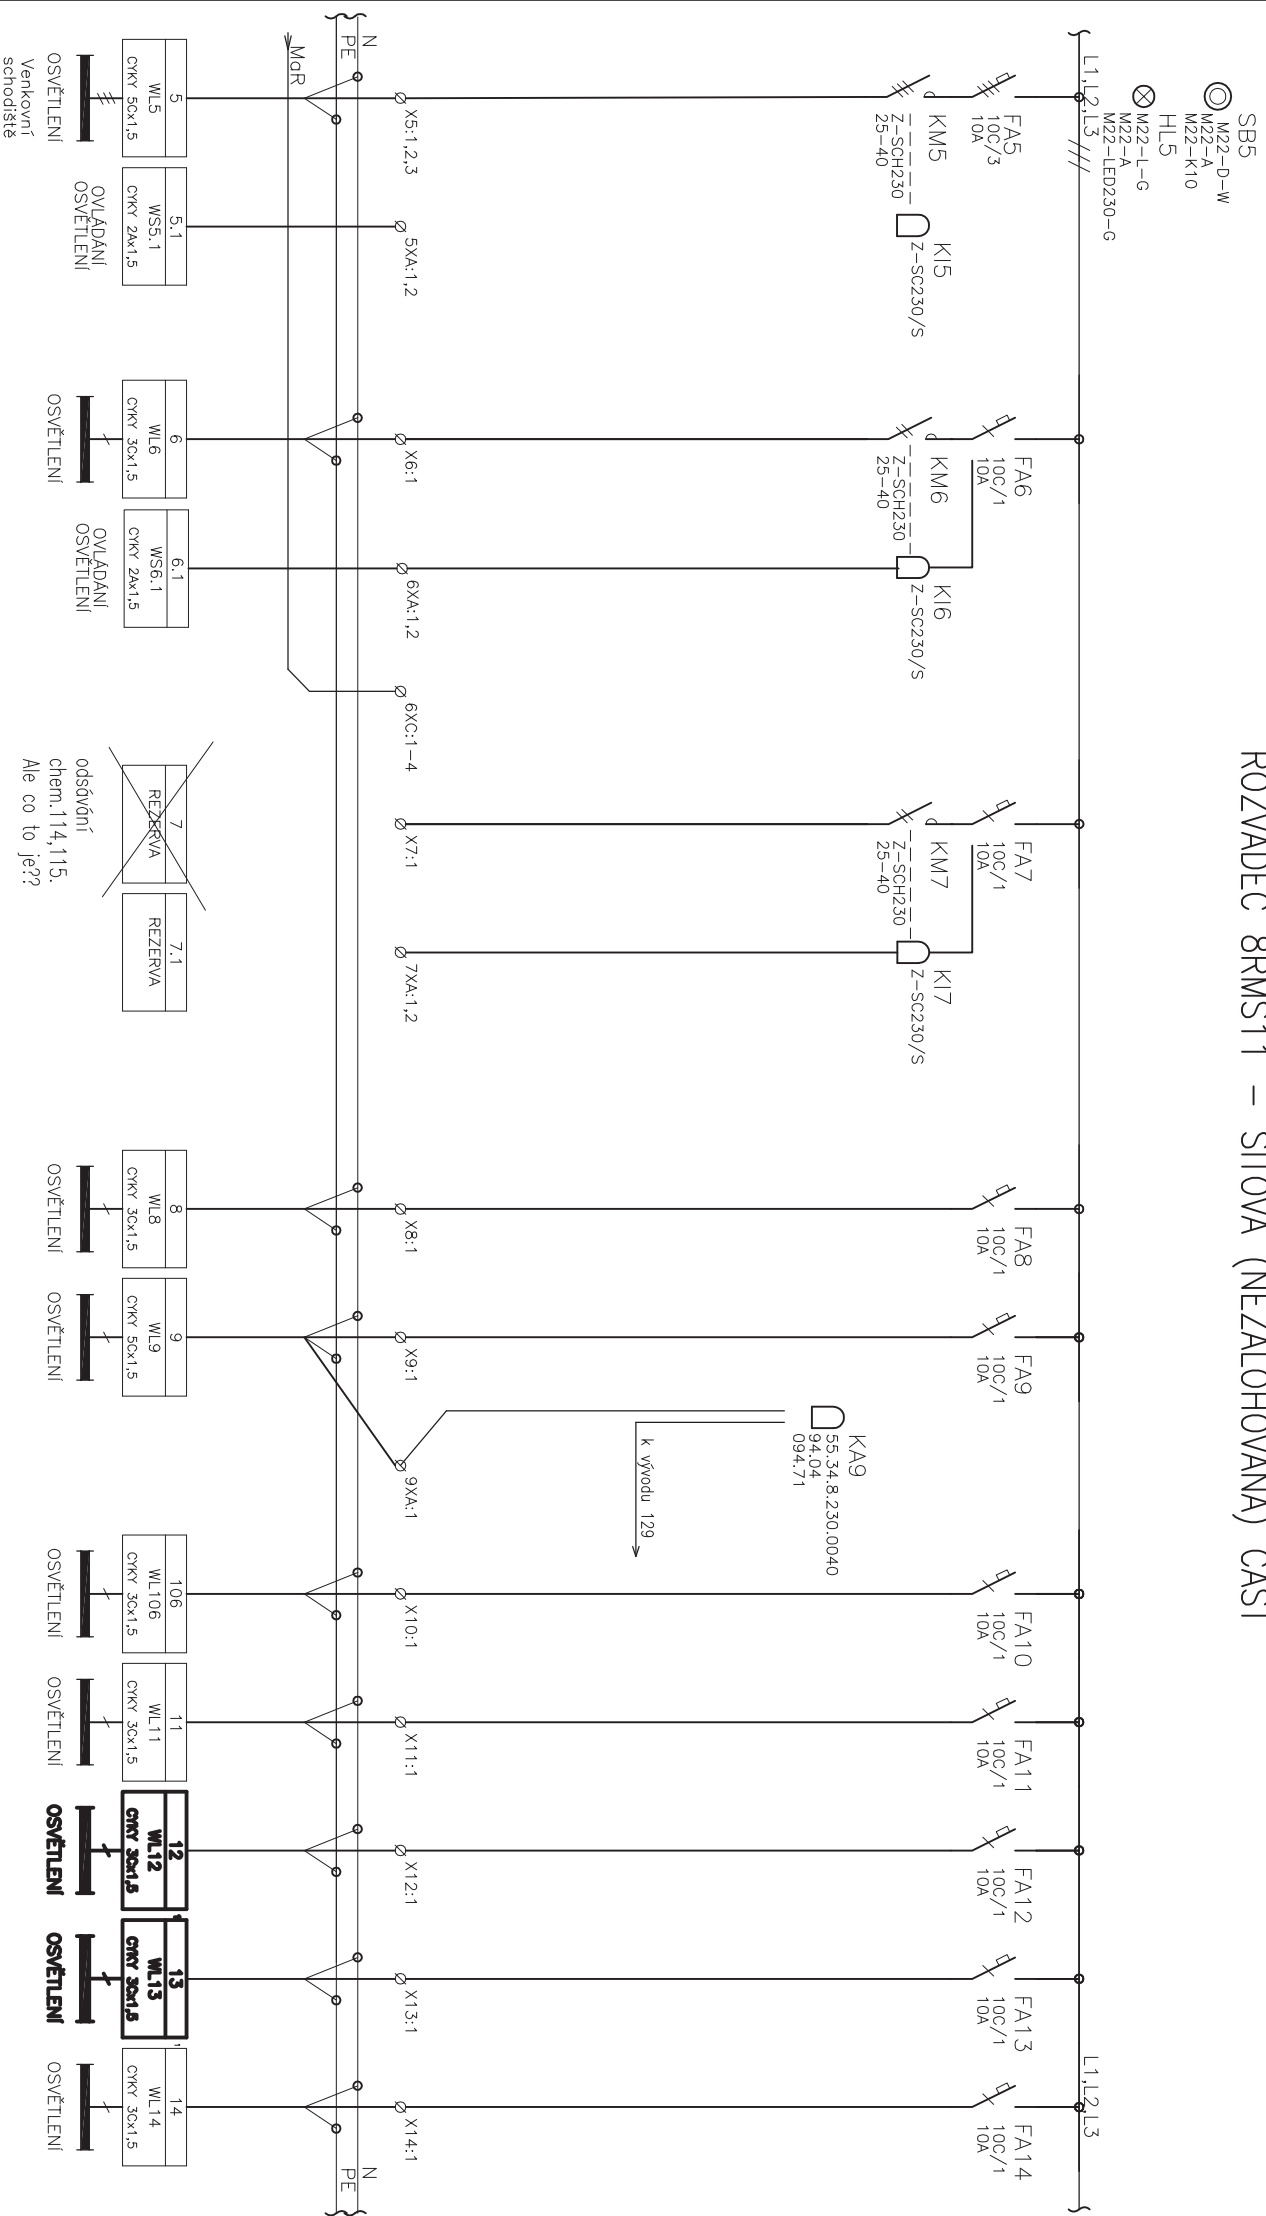 ROZVADĚČ 8RMS11 – SÍŤOVÁ (NEZÁLOHOVANÁ) ČÁST
SB5
M22-D-W
M22-A
M22-K10
HL5
M22-L-G
M22-A
M22-LED230-G
L1,L2,L3
L1,L2,L3
FA5
10C/3
10A
KM5
Z-SCH230
25-40
KI5
Z-SC230/S
FA6
10C/1
10A
KM6
Z-SCH230
25-40
KI6
Z-SC230/S
FA7
10C/1
10A
KM7
Z-SCH230
25-40
KI7
Z-SC230/S
FA8
10C/1
10A
FA9
10C/1
10A
KA9
55.34.8.230.0040
94.04
094.71
k vývodu 129
FA10
10C/1
10A
FA11
10C/1
10A
FA12
10C/1
10A
FA13
10C/1
10A
FA14
10C/1
10A
X5:1,2,3
5XA:1,2
X6:1
6XA:1,2
6XC:1-4
X7:1
7XA:1,2
X8:1
X9:1
9XA:1
X10:1
X11:1
X12:1
X13:1
X14:1
N
PE
N
PE
MaR
5
WL5
CYKY 5Cx1,5
OSVĚTLENÍ
Venkovní
schodiště
5.1
WS5.1
CYKY 2Ax1,5
OVLÁDÁNÍ
OSVĚTLENÍ
6
WL6
CYKY 3Cx1,5
OSVĚTLENÍ
6.1
WS6.1
CYKY 2Ax1,5
OVLÁDÁNÍ
OSVĚTLENÍ
7
REZERVA
odsávání
chem.114,115.
Ale co to je??
7.1
REZERVA
8
WL8
CYKY 3Cx1,5
OSVĚTLENÍ
9
WL9
CYKY 5Cx1,5
OSVĚTLENÍ
106
WL106
CYKY 3Cx1,5
OSVĚTLENÍ
11
WL11
CYKY 3Cx1,5
OSVĚTLENÍ
12
WL12
CYKY 3Cx1,5
OSVĚTLENÍ
13
WL13
CYKY 3Cx1,5
OSVĚTLENÍ
14
WL14
CYKY 3Cx1,5
OSVĚTLENÍ